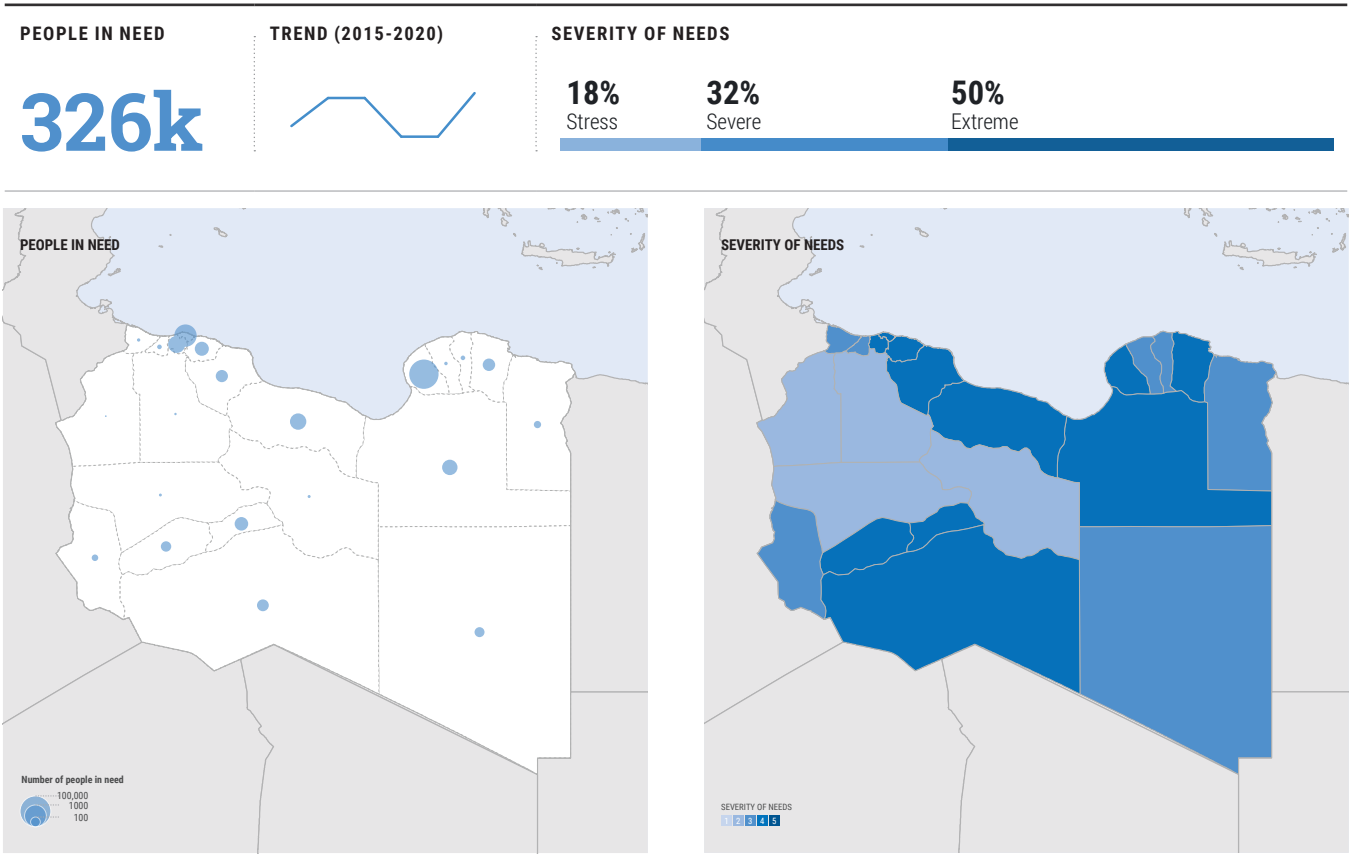 PEOPLE IN NEED
326k
TREND (2015-2020)
SEVERITY OF NEEDS
18%
Stress
32%
Severe
50%
Extreme
PEOPLE IN NEED
Number of people in need
100,000
1000
100
SEVERITY OF NEEDS
SEVERITY OF NEEDS
1 2 3 4 5